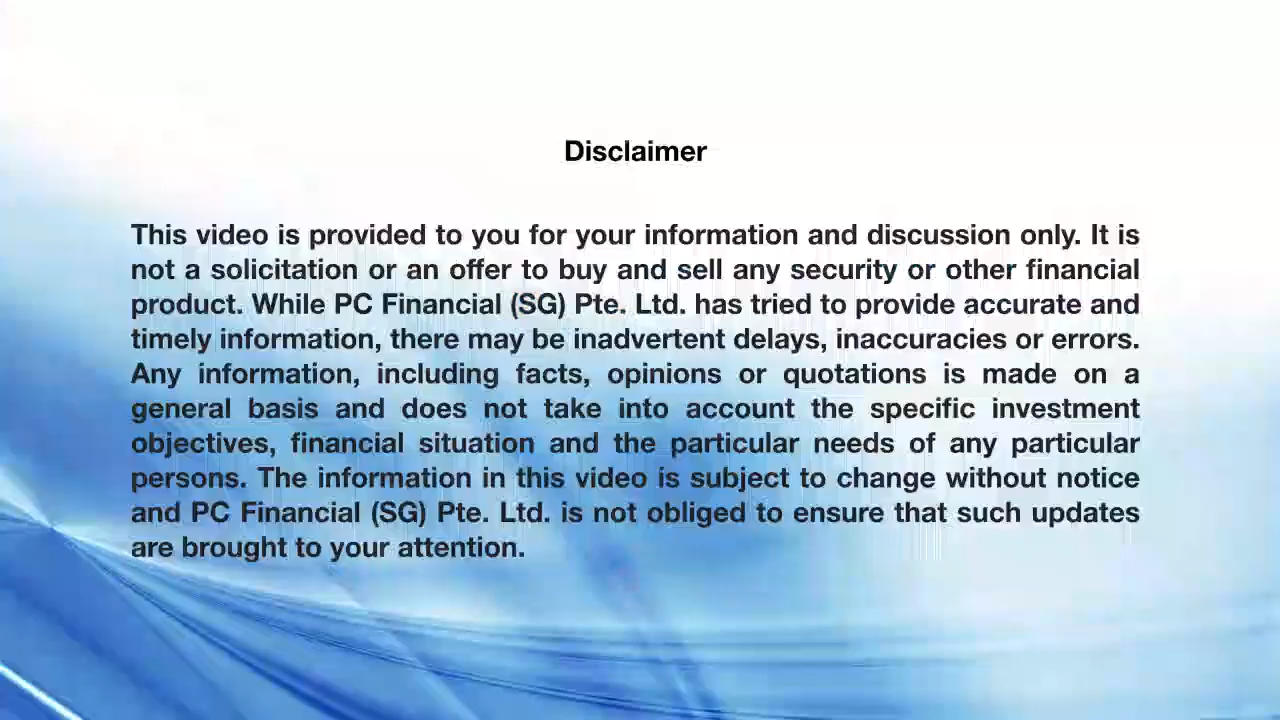 Disclaimer
This video is provided to you for your information and discussion only. It is
not a solicitation or an offer to buy and sell any security or other financial
product. While PC Financial (SG) Pte. Ltd. has tried to provide accurate and
timely information, there may be inadvertent delays, inaccuracies or errors.
Any information, including facts, opinions or quotations is made on a
general basis and does not take into account the specific investment
objectives, financial situation and the particular needs of any particular
persons. The information in this video is subject to change without notice
and PC Financial (SG) Pte. Ltd. is not obliged to ensure that such updates
are brought to your attention.